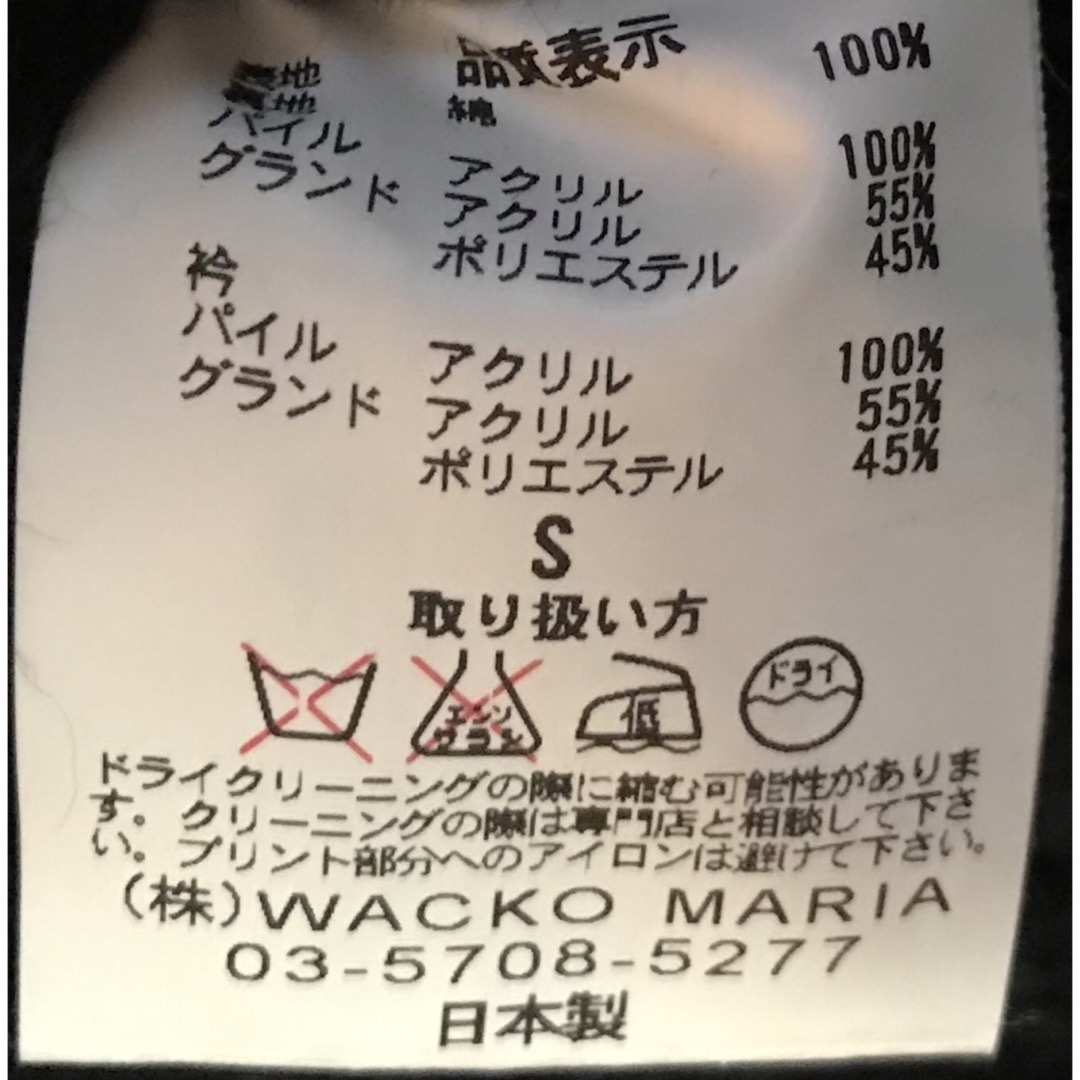 品質表示
綿 100%
パイル アクリル 100%
グランド アクリル 55%
ポリエステル 45%
衿
パイル アクリル 100%
グランド アクリル 55%
ポリエステル 45%
S
取り扱い方
エンソ
サラシ
低
ドライ
ドライクリーニングの際に縮む可能性がありま
す。クリーニングの際は専門店と相談して下さ
い。プリント部分へのアイロンは避けて下さい。
(株)WACKO MARIA
03-5708-5277
日本製